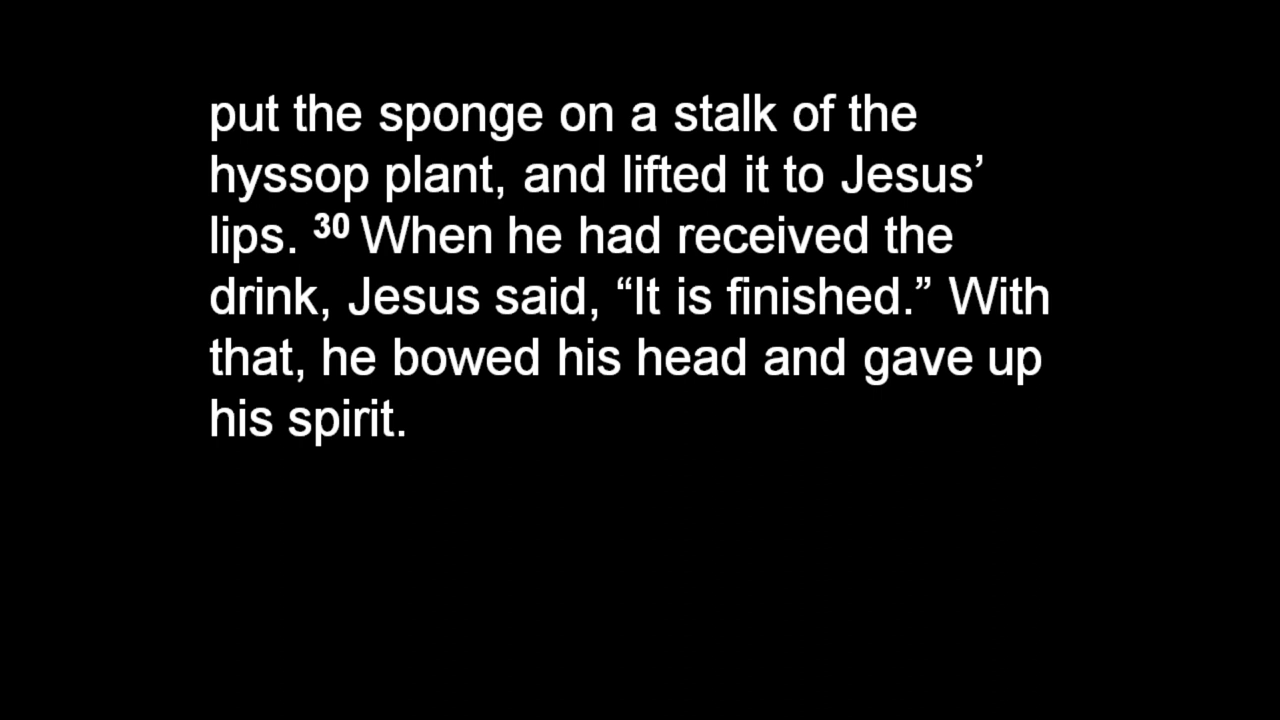 put the sponge on a stalk of the
hyssop plant, and lifted it to Jesus’
lips. 30 When he had received the
drink, Jesus said, “It is finished.” With
that, he bowed his head and gave up
his spirit.